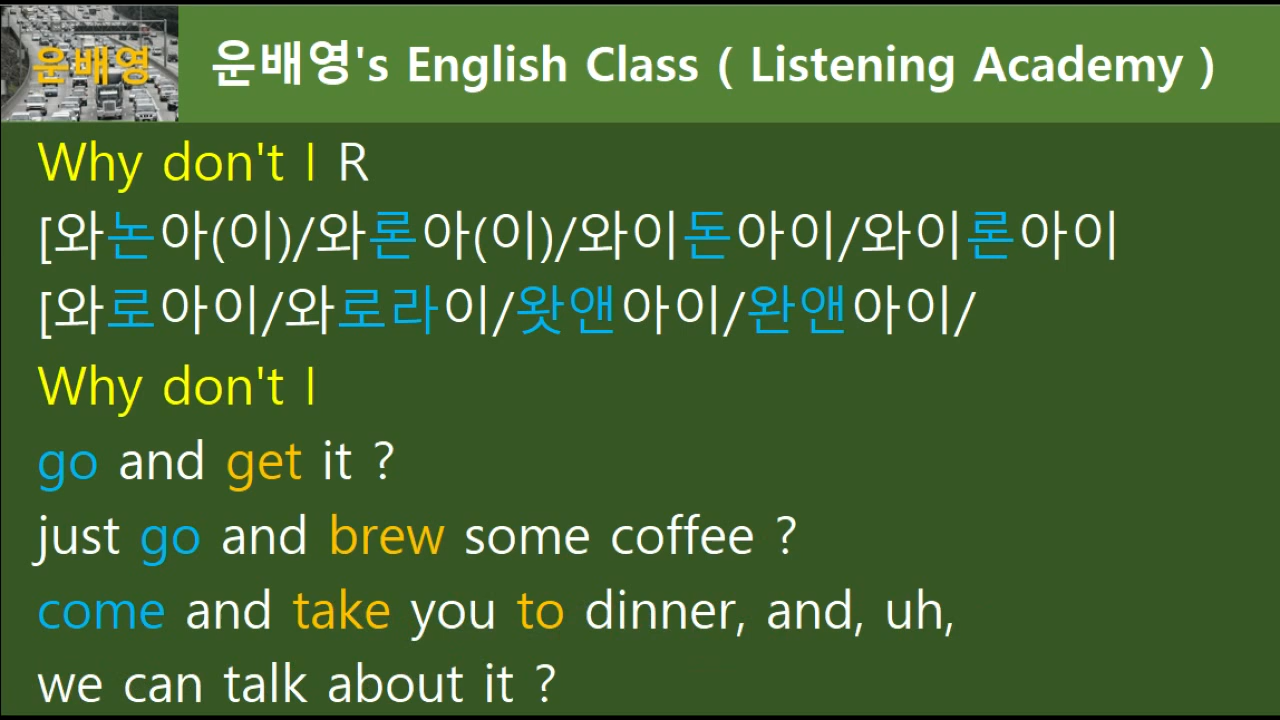 운배영
운배영's English Class ( Listening Academy )
Why don't I R
[와논아(이)/와론아(이)/와이돈아이/와이론아이
[와로아이/와로라이/왓앤아이/완앤아이/
Why don't I
go and get it ?
just go and brew some coffee ?
come and take you to dinner, and, uh,
we can talk about it ?